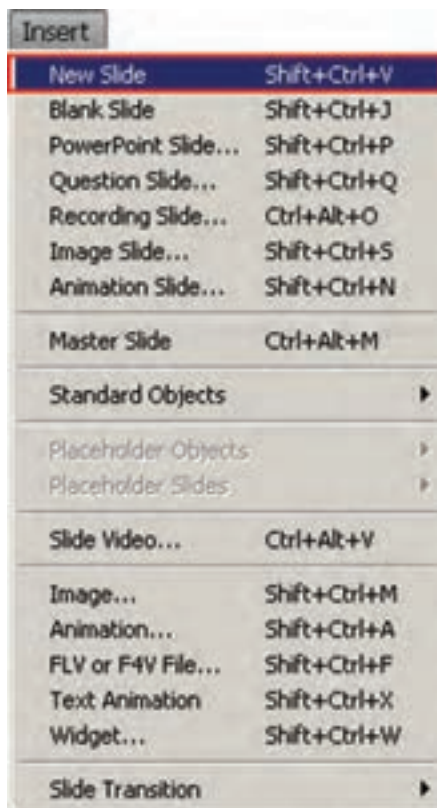 Insert
New Slide Shift+Ctrl+V
Blank Slide Shift+Ctrl+J
PowerPoint Slide... Shift+Ctrl+P
Question Slide... Shift+Ctrl+Q
Recording Slide... Ctrl+Alt+O
Image Slide... Shift+Ctrl+S
Animation Slide... Shift+Ctrl+N
Master Slide Ctrl+Alt+M
Standard Objects
Placeholder Objects
Placeholder Slides
Slide Video... Ctrl+Alt+V
Image... Shift+Ctrl+M
Animation... Shift+Ctrl+A
FLV or F4V File... Shift+Ctrl+F
Text Animation Shift+Ctrl+X
Widget... Shift+Ctrl+W
Slide Transition